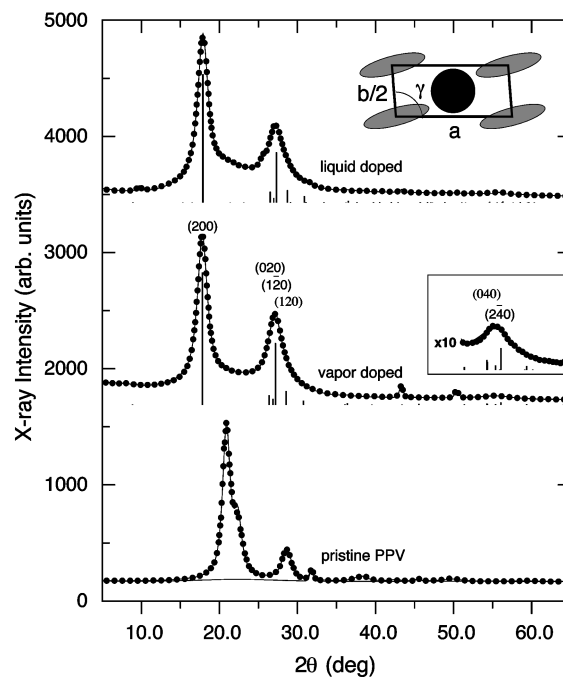 5000
4000
3000
2000
1000
0
X-ray Intensity (arb. units)
b/2
γ
a
liquid doped
(200)
(020)
(1̄20)
(120)
vapor doped
(040)
(2̄40)
x10
pristine PPV
10.0 20.0 30.0 40.0 50.0 60.0
2θ (deg)